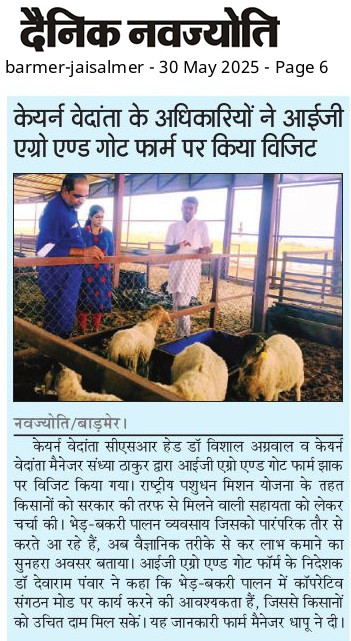 दैनिक नवज्योति
barmer-jaisalmer - 30 May 2025 - Page 6
केयर्न वेदांता के अधिकारियों ने आईजी
एग्रो एण्ड गोट फार्म पर किया विजिट
नवज्योति/बाड़मेर।
केयर्न वेदांता सीएसआर हेड डॉ विशाल अग्रवाल व केयर्न
वेदांता मैनेजर संध्या ठाकुर द्वारा आईजी एग्रो एण्ड गोट फार्म झाक
पर विजिट किया गया। राष्ट्रीय पशुधन मिशन योजना के तहत
किसानों को सरकार की तरफ से मिलने वाली सहायता को लेकर
चर्चा की। भेड़-बकरी पालन व्यवसाय जिसको पारंपरिक तौर से
करते आ रहे हैं, अब वैज्ञानिक तरीके से कर लाभ कमाने का
सुनहरा अवसर बताया। आईजी एग्रो एण्ड गोट फॉर्म के निदेशक
डॉ देवाराम पंवार ने कहा कि भेड़-बकरी पालन में कॉपरेटिव
संगठन मोड पर कार्य करने की आवश्यकता हैं, जिससे किसानों
को उचित दाम मिल सकें। यह जानकारी फार्म मैनेजर धापू ने दी।